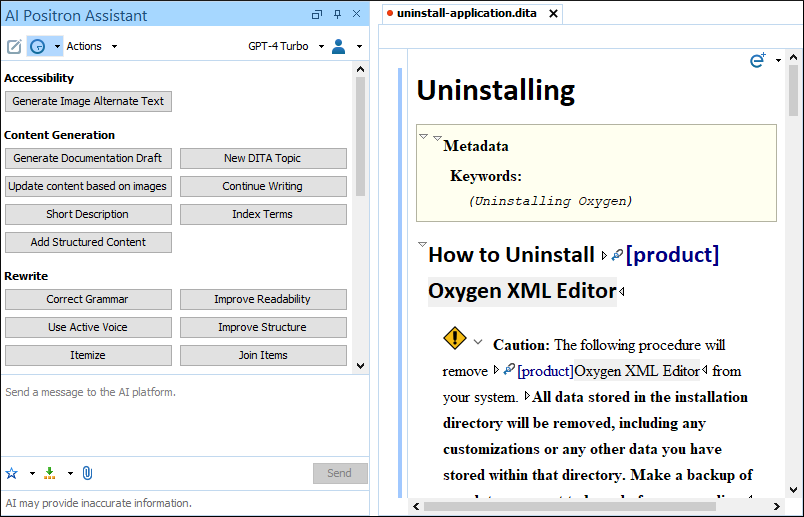 AI Positron Assistant
Actions
GPT-4 Turbo
Accessibility
Generate Image Alternate Text
Content Generation
Generate Documentation Draft
New DITA Topic
Update content based on images
Continue Writing
Short Description
Index Terms
Add Structured Content
Rewrite
Correct Grammar
Improve Readability
Use Active Voice
Improve Structure
Itemize
Join Items
Send a message to the AI platform.
Send
AI may provide inaccurate information.
uninstall-application.dita
Uninstalling
Metadata
Keywords:
(Uninstalling Oxygen)
How to Uninstall [product]
Oxygen XML Editor
Caution: The following procedure will
remove [product]Oxygen XML Editor from
your system. All data stored in the installation
directory will be removed, including any
customizations or any other data you have
stored within that directory. Make a backup of